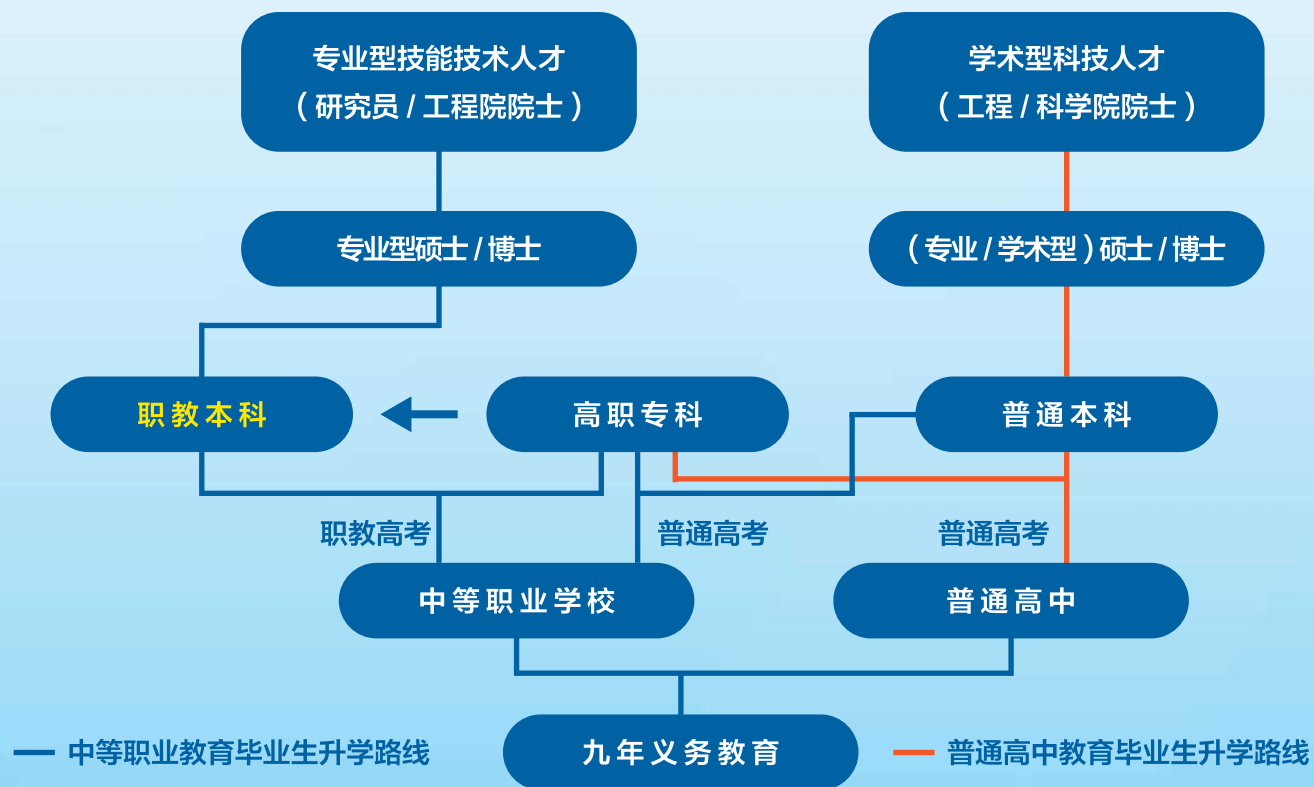 专业型技能技术人才
（研究员/工程院院士）
学术型科技人才
（工程/科学院院士）
专业型硕士/博士
（专业/学术型）硕士/博士
职教本科
高职专科
普通本科
职教高考
普通高考
普通高考
中等职业学校
普通高中
中等职业教育毕业生升学路线
九年义务教育
普通高中教育毕业生升学路线